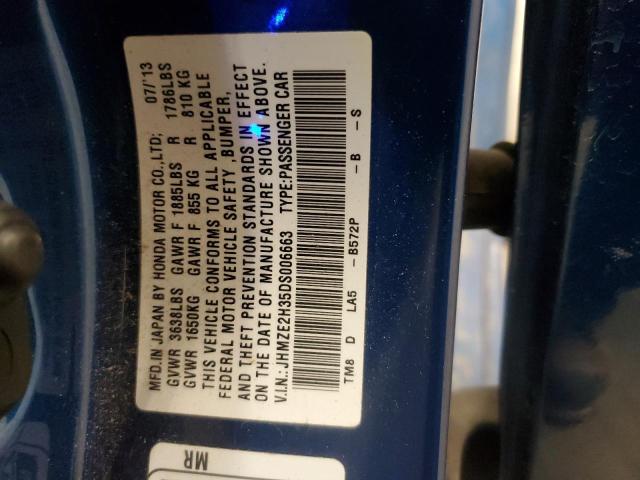 MFD.IN JAPAN BY HONDA MOTOR CO.,LTD; 07/'13
GVWR 3638LBS GAWR F 1885LBS R 1786LBS
GVWR 1650KG GAWR F 855 KG R 810 KG
THIS VEHICLE CONFORMS TO ALL APPLICABLE
FEDERAL MOTOR VEHICLE SAFETY ,BUMPER,
AND THEFT PREVENTION STANDARDS IN EFFECT
ON THE DATE OF MANUFACTURE SHOWN ABOVE.
V.I.N.:JHMZE2H35DS006663 TYPE:PASSENGER CAR
TM8 D LA5 -B572P -B -S
MR